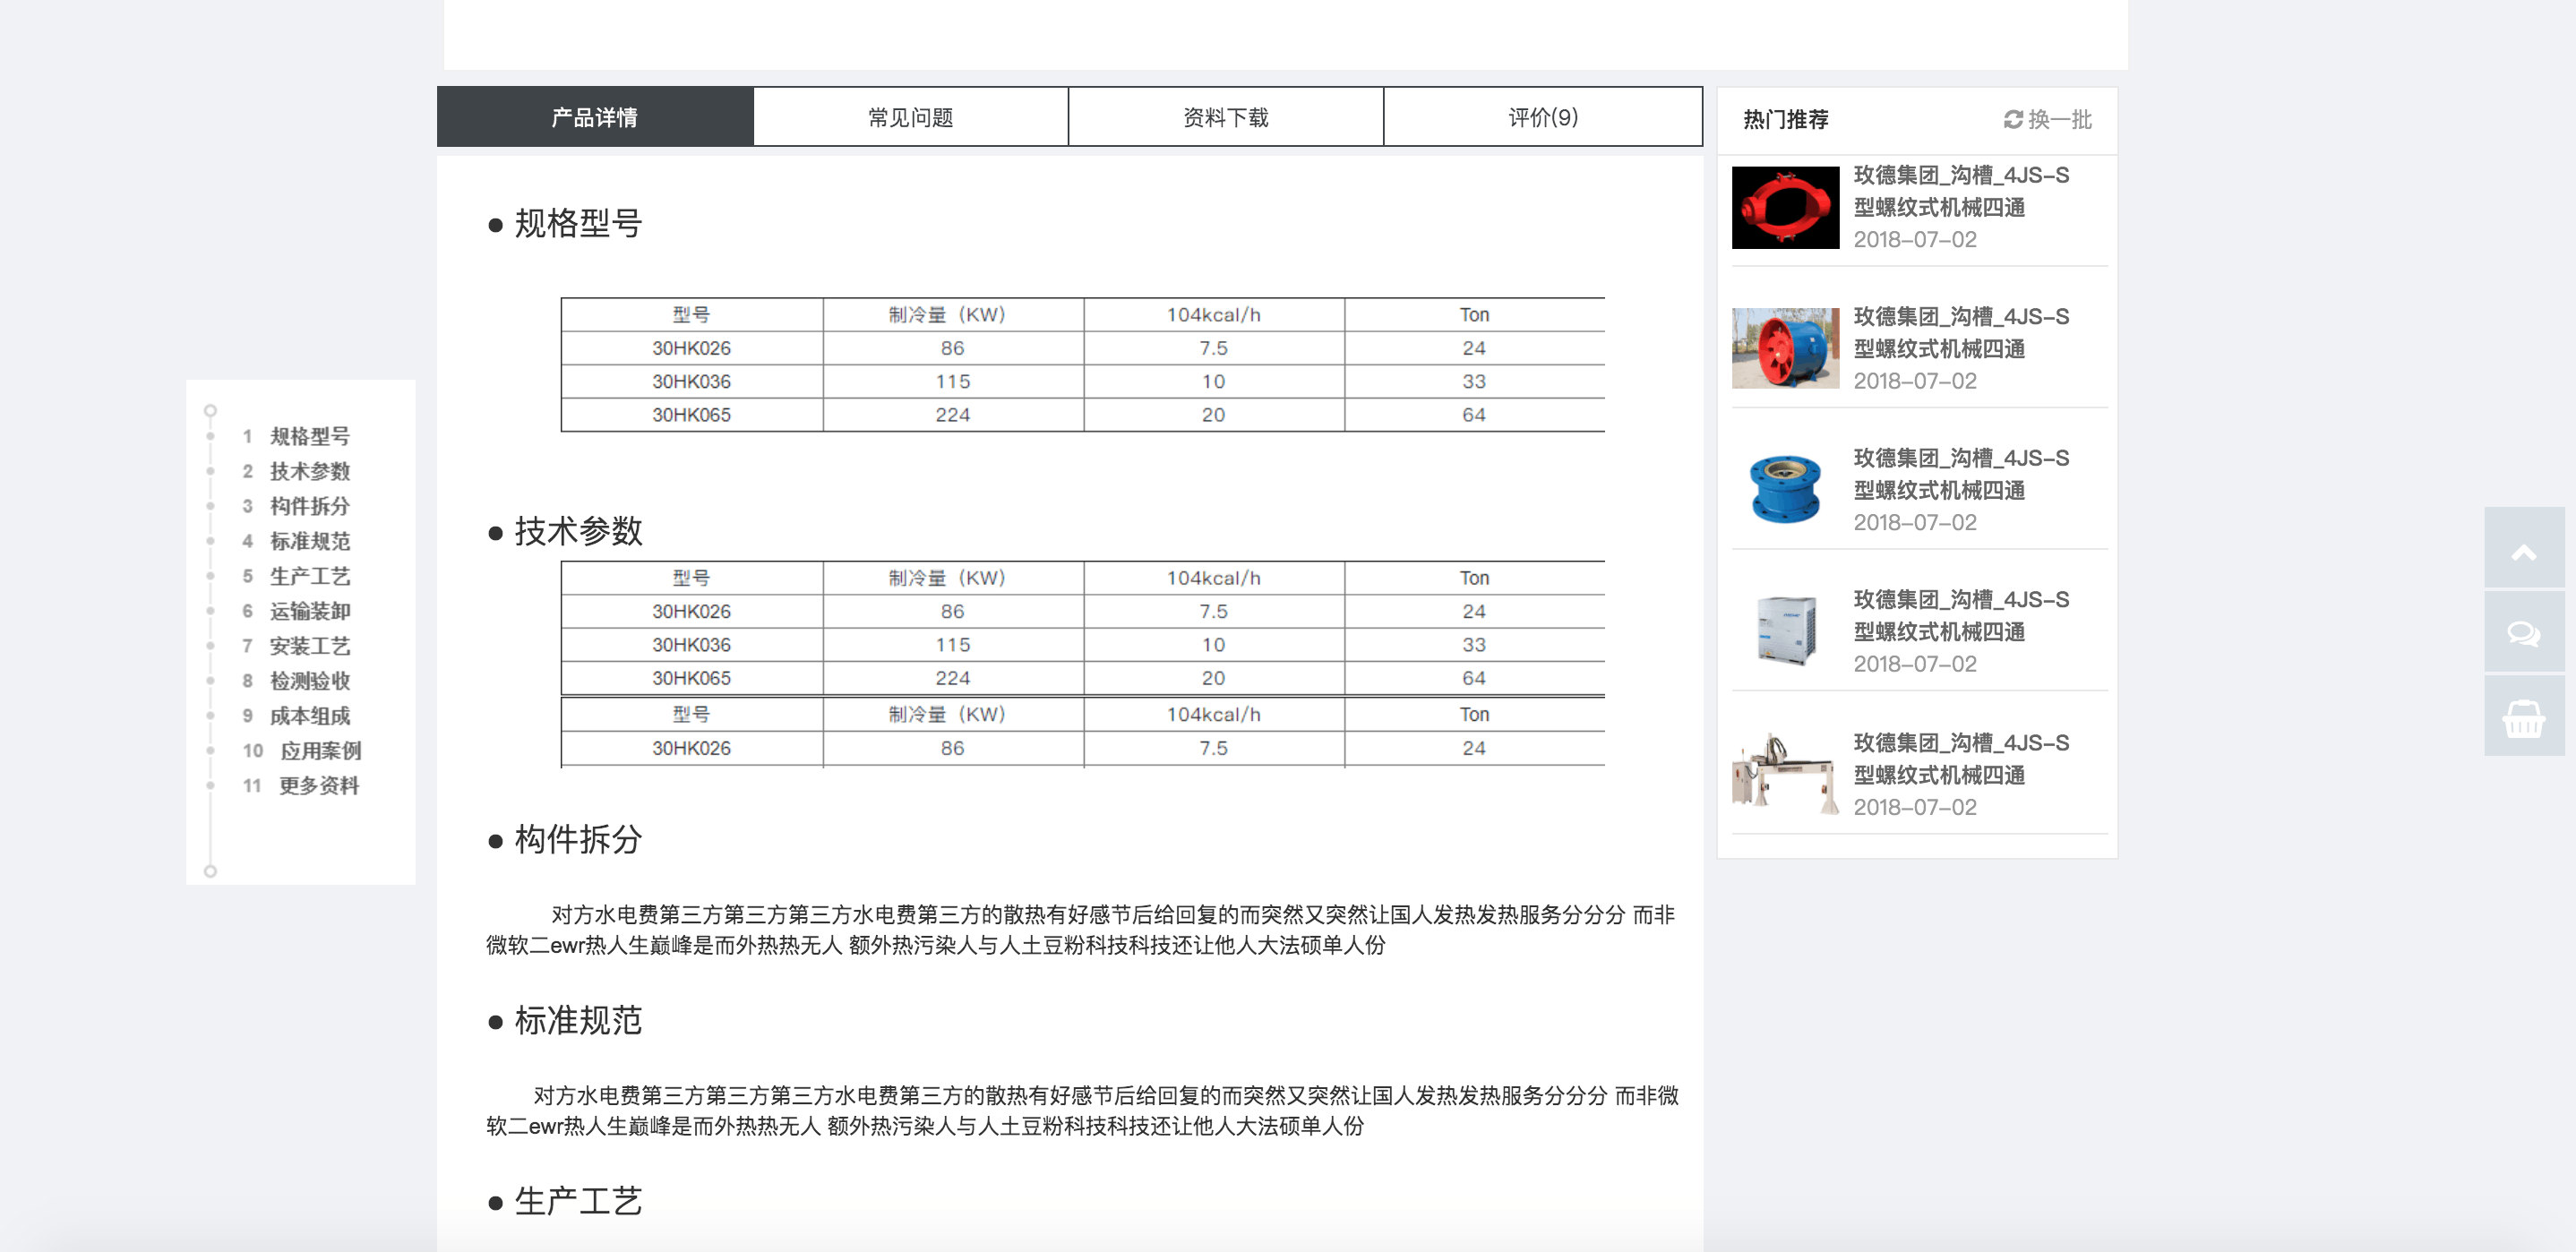 产品详情 常见问题 资料下载 评价(9)
热门推荐 换一批
1 规格型号
2 技术参数
3 构件拆分
4 标准规范
5 生产工艺
6 运输装卸
7 安装工艺
8 检测验收
9 成本组成
10 应用案例
11 更多资料
● 规格型号
型号 制冷量（KW） 104kcal/h Ton
30HK026 86 7.5 24
30HK036 115 10 33
30HK065 224 20 64
● 技术参数
型号 制冷量（KW） 104kcal/h Ton
30HK026 86 7.5 24
30HK036 115 10 33
30HK065 224 20 64
型号 制冷量（KW） 104kcal/h Ton
30HK026 86 7.5 24
● 构件拆分
对方水电费第三方第三方第三方水电费第三方的散热有好感节后给回复的而突然又突然让国人发热发热服务分分分 而非
微软二ewr热人生巅峰是而外热热无人 额外热污染人与人土豆粉科技科技还让他人大法硕单人份
● 标准规范
对方水电费第三方第三方第三方水电费第三方的散热有好感节后给回复的而突然又突然让国人发热发热服务分分分 而非微
软二ewr热人生巅峰是而外热热无人 额外热污染人与人土豆粉科技科技还让他人大法硕单人份
● 生产工艺
玫德集团_沟槽_4JS-S
型螺纹式机械四通
2018-07-02
玫德集团_沟槽_4JS-S
型螺纹式机械四通
2018-07-02
玫德集团_沟槽_4JS-S
型螺纹式机械四通
2018-07-02
玫德集团_沟槽_4JS-S
型螺纹式机械四通
2018-07-02
玫德集团_沟槽_4JS-S
型螺纹式机械四通
2018-07-02